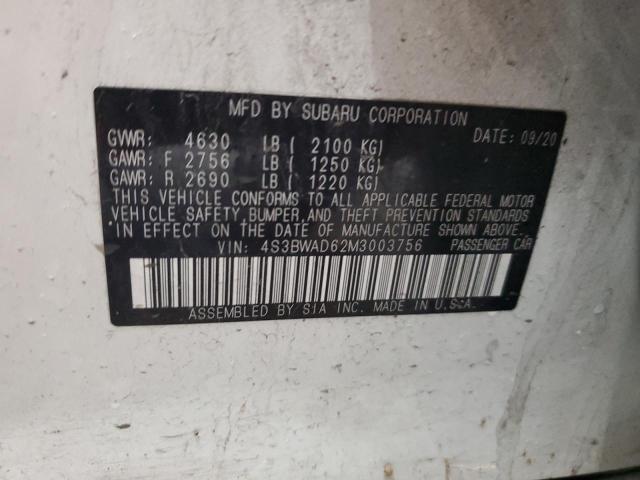 MFD BY SUBARU CORPORATION
GVWR: 4630 LB ( 2100 KG) DATE: 09/20
GAWR: F 2756 LB ( 1250 KG)
GAWR: R 2690 LB ( 1220 KG)
THIS VEHICLE CONFORMS TO ALL APPLICABLE FEDERAL MOTOR
VEHICLE SAFETY, BUMPER, AND THEFT PREVENTION STANDARDS
IN EFFECT ON THE DATE OF MANUFACTURE SHOWN ABOVE.
VIN: 4S3BWAD62M3003756 PASSENGER CAR
ASSEMBLED BY SIA INC. MADE IN U.S.A.